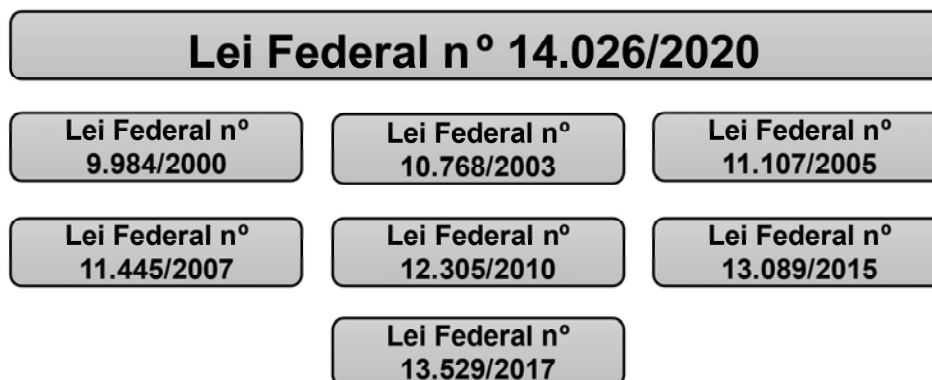 Lei Federal nº 14.026/2020
Lei Federal nº
9.984/2000
Lei Federal nº
10.768/2003
Lei Federal nº
11.107/2005
Lei Federal nº
11.445/2007
Lei Federal nº
12.305/2010
Lei Federal nº
13.089/2015
Lei Federal nº
13.529/2017